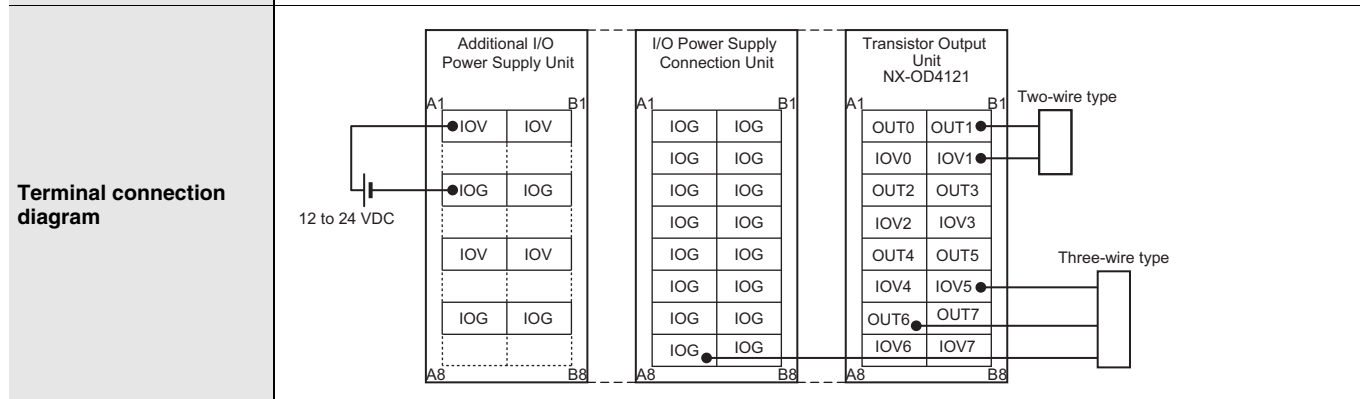 Terminal connection
diagram
12 to 24 VDC
Additional I/O
Power Supply Unit
A1 B1
IOV IOV
IOG IOG
IOV IOV
IOG IOG
A8 B8
I/O Power Supply
Connection Unit
A1 B1
IOG IOG
IOG IOG
IOG IOG
IOG IOG
IOG IOG
IOG IOG
IOG IOG
IOG IOG
A8 B8
Transistor Output
Unit
NX-OD4121
A1 B1
OUT0 OUT1
IOV0 IOV1
OUT2 OUT3
IOV2 IOV3
OUT4 OUT5
IOV4 IOV5
OUT6 OUT7
IOV6 IOV7
A8 B8
Two-wire type
Three-wire type